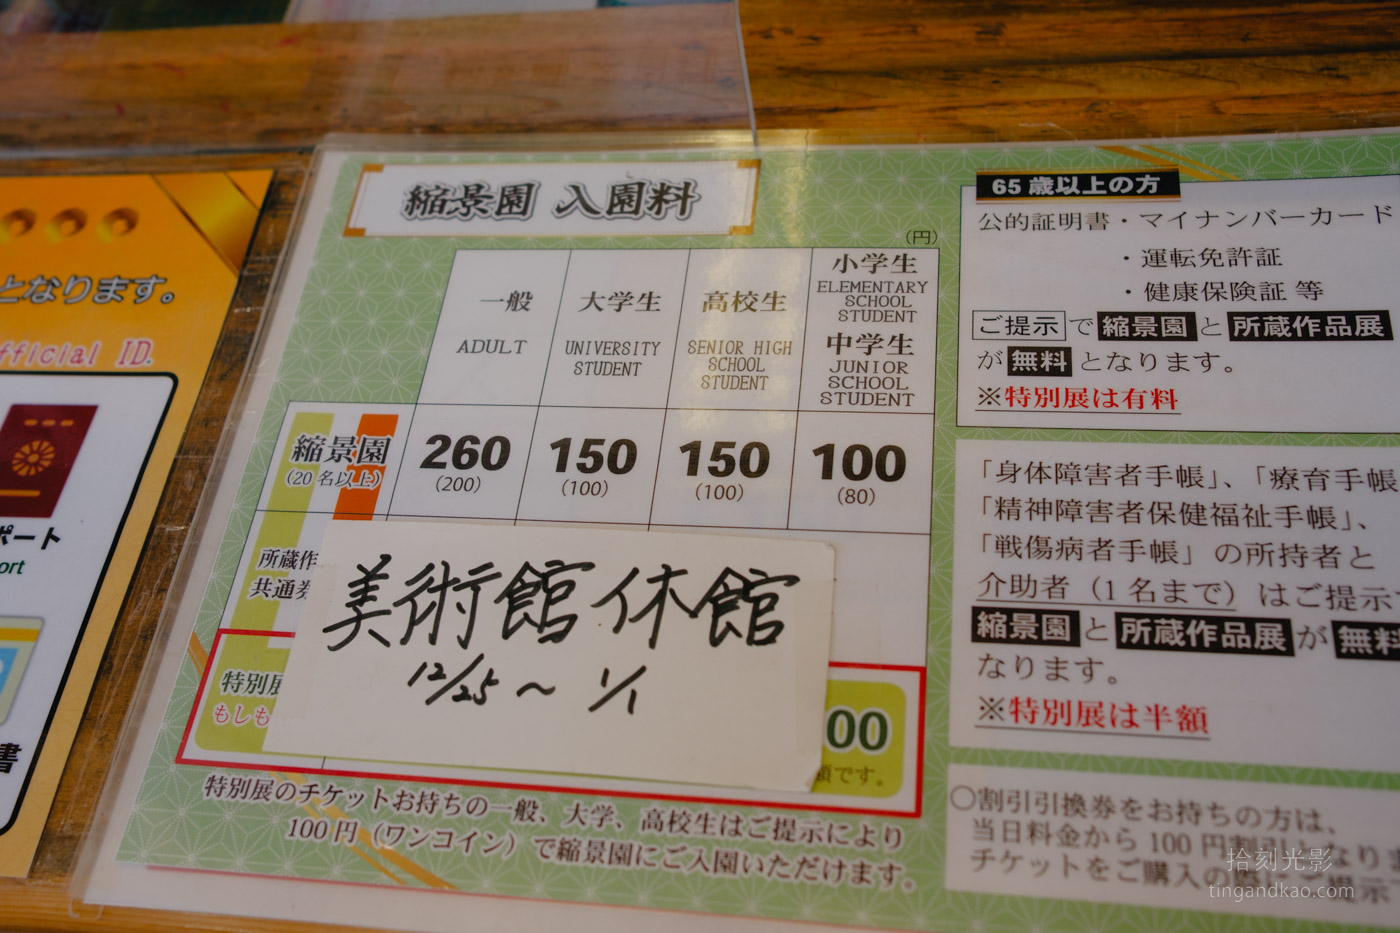 となります。
official ID.
ポート
ort
書
縮景園 入園料
(円)
一般
ADULT
大学生
UNIVERSITY
STUDENT
高校生
SENIOR HIGH
SCHOOL
STUDENT
小学生
ELEMENTARY
SCHOOL
STUDENT
中学生
JUNIOR
SCHOOL
STUDENT
縮景園
(20名以上)
260
(200)
150
(100)
150
(100)
100
(80)
所蔵作
共通券
美術館休館
12/25 〜 1/1
特別展
もしも
00
額です。
特別展のチケットお持ちの一般、大学、高校生はご提示により
100円（ワンコイン）で縮景園にご入園いただけます。
65歳以上の方
公的証明書・マイナンバーカード
・運転免許証
・健康保険証 等
ご提示で縮景園と所蔵作品展
が無料となります。
※特別展は有料
「身体障害者手帳」、「療育手帳
「精神障害者保健福祉手帳」、
「戦傷病者手帳」の所持者と
介助者（1名まで）はご提示
縮景園と所蔵作品展が無料
なります。
※特別展は半額
○割引引換券をお持ちの方は、
当日料金から100円割引
チケットをご購入の
提示
拾刻光影
tingandkao.com